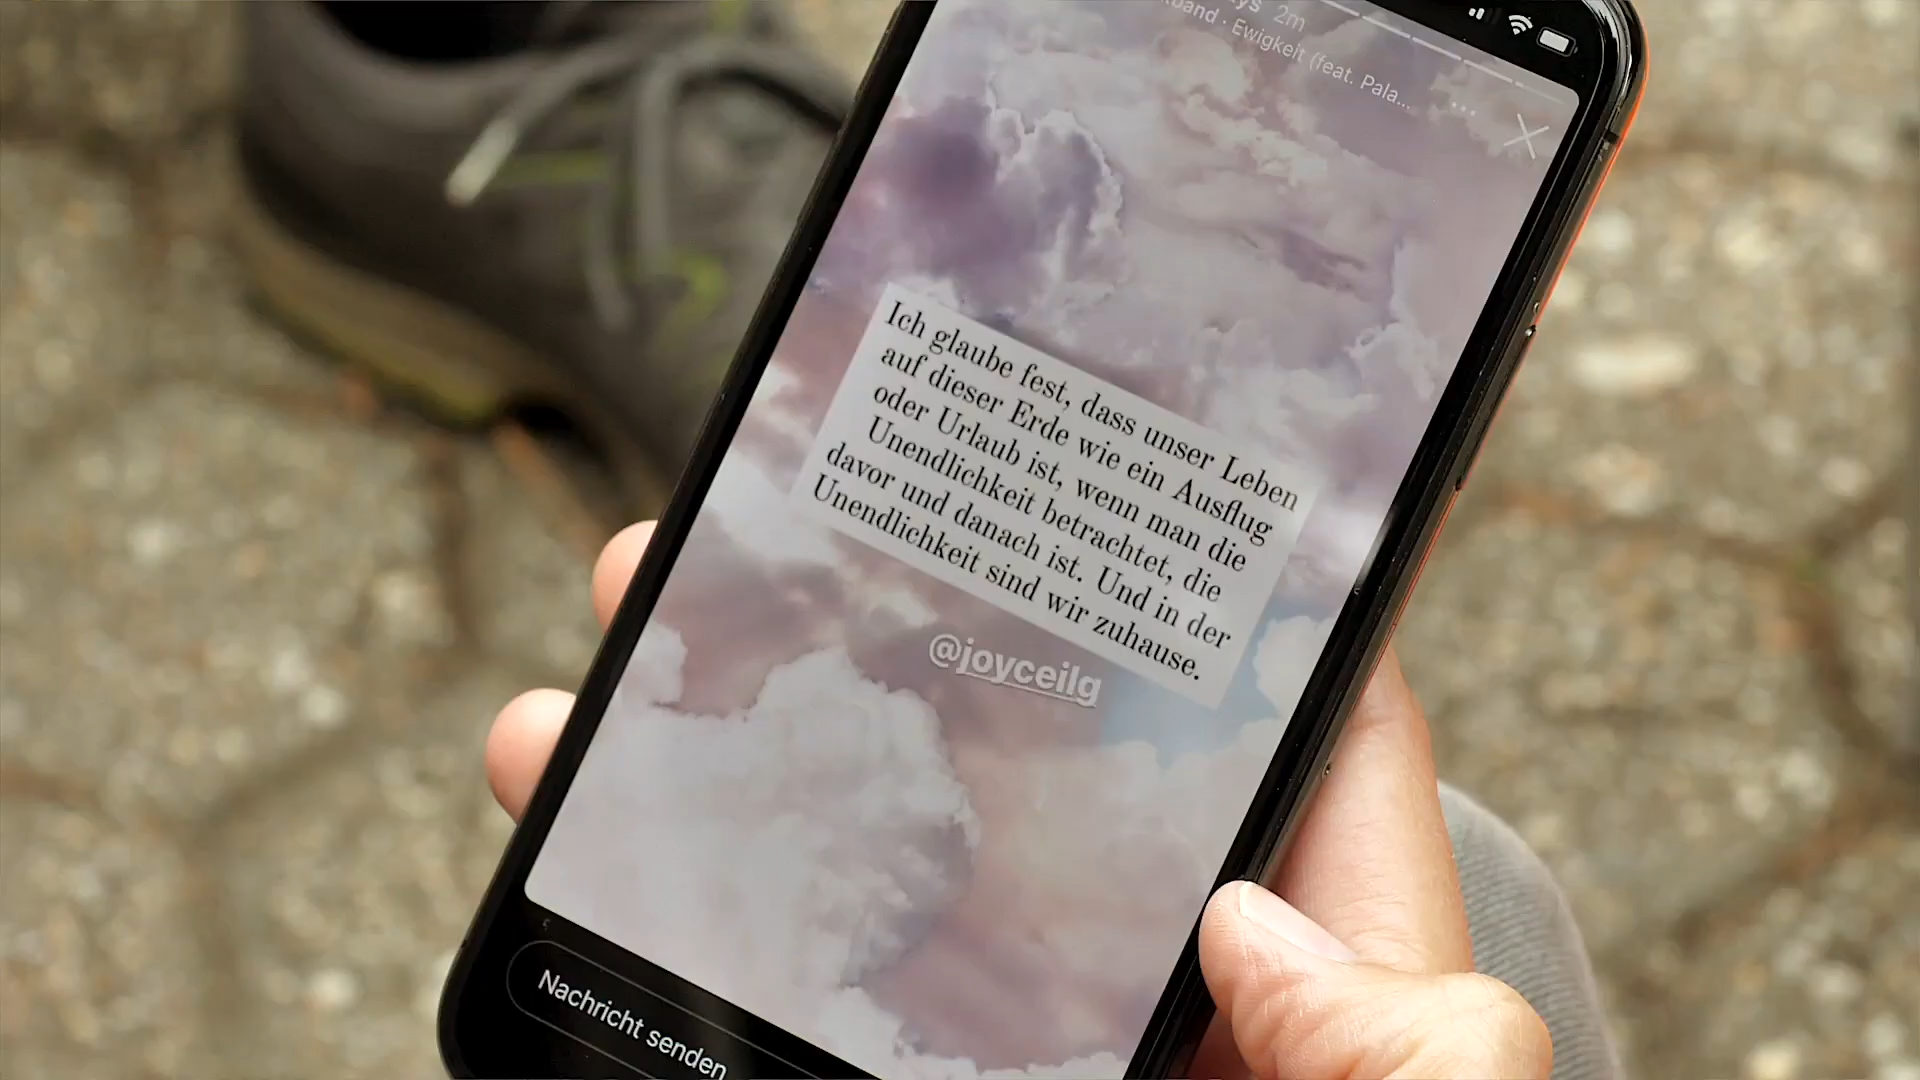 2m
Ewigkeit (feat. Pala...
Ich glaube fest, dass unser Leben
auf dieser Erde wie ein Ausflug
oder Urlaub ist, wenn man die
Unendlichkeit betrachtet, die
davor und danach ist. Und in der
Unendlichkeit sind wir zuhause.
@joyceilg
Nachricht senden